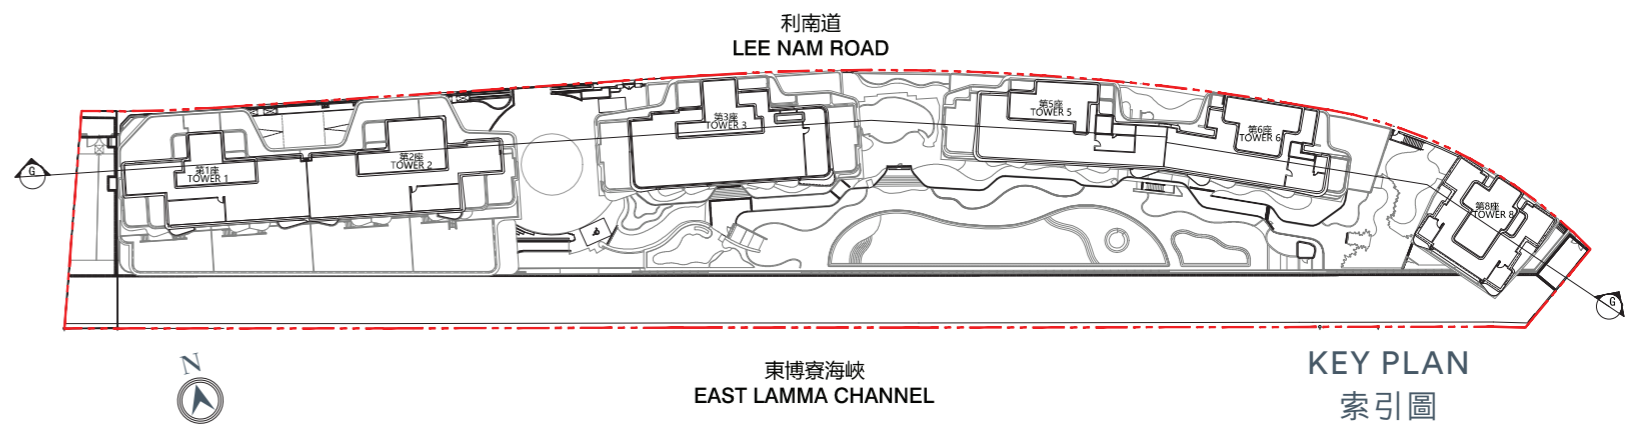 利南道
LEE NAM ROAD
第1座
TOWER 1
第2座
TOWER 2
第3座
TOWER 3
第5座
TOWER 5
第6座
TOWER 6
第8座
TOWER 8
G
G
N
東博寮海峽
EAST LAMMA CHANNEL
KEY PLAN
索引圖